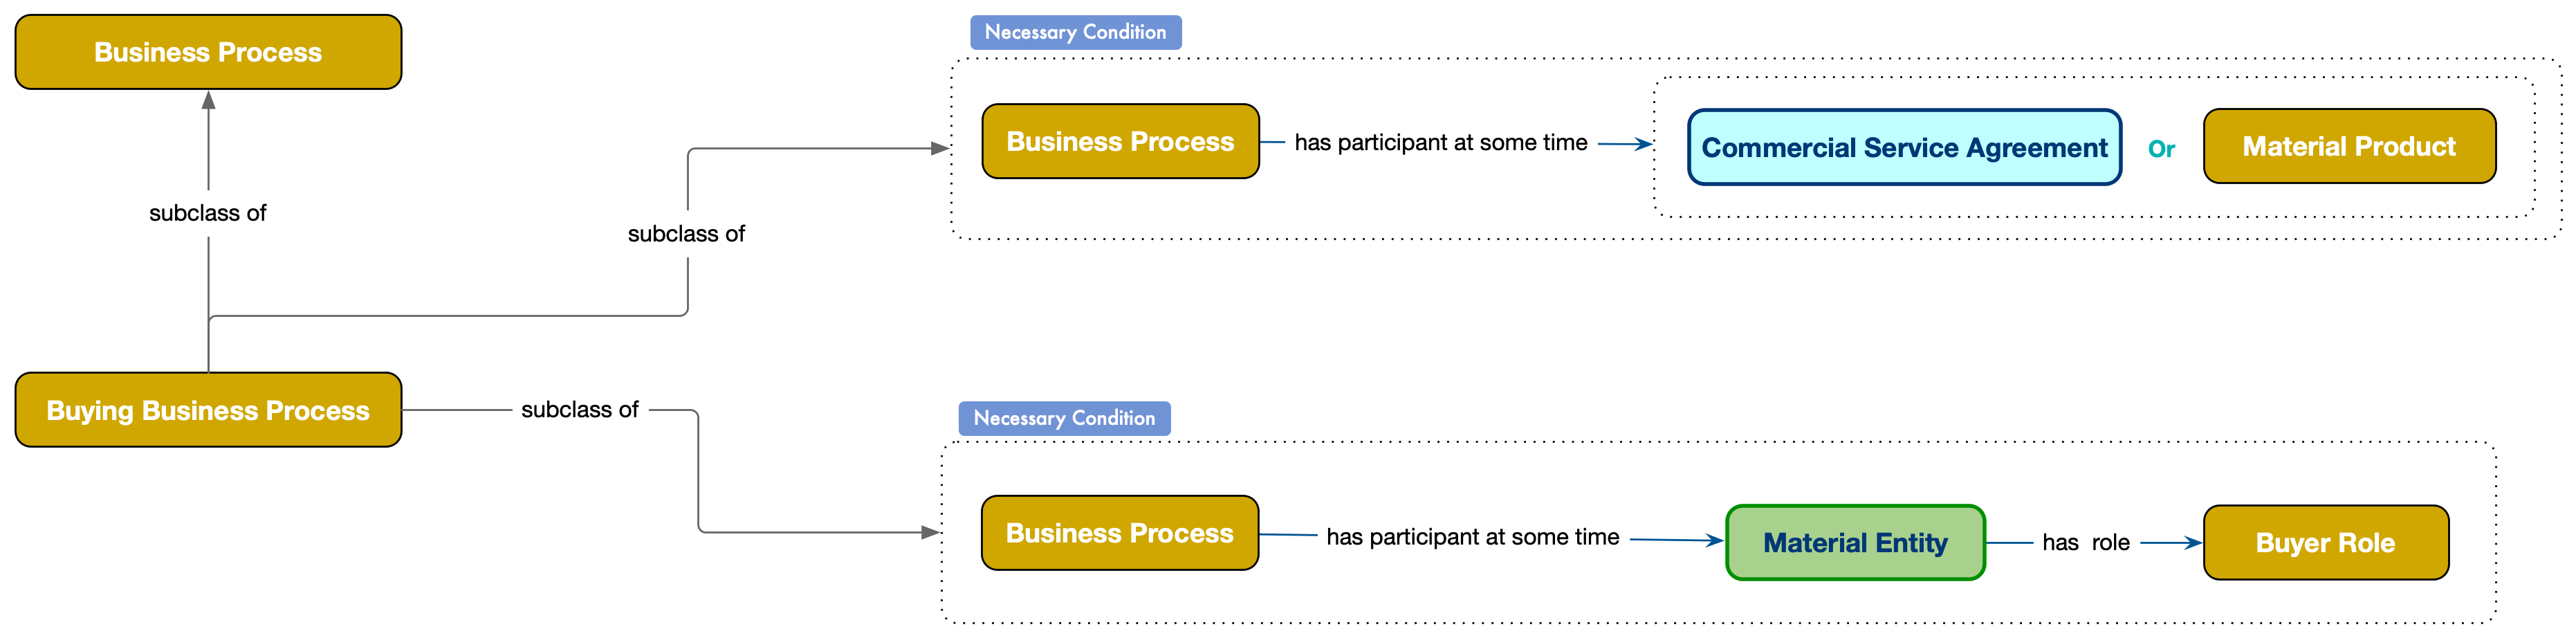 Business Process
subclass of
Buying Business Process
subclass of
subclass of
Necessary Condition
Business Process
has participant at some time
Commercial Service Agreement
Or
Material Product
Necessary Condition
Business Process
has participant at some time
Material Entity
has role
Buyer Role